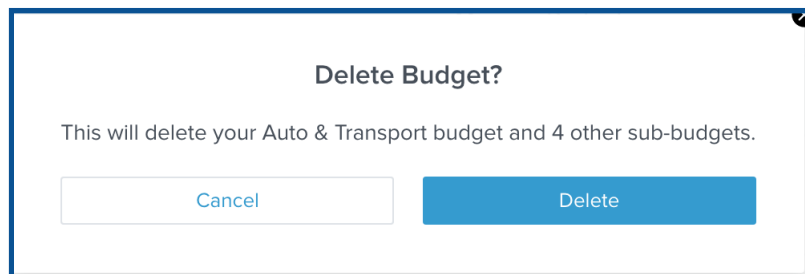 Delete Budget?
This will delete your Auto & Transport budget and 4 other sub-budgets.
Cancel
Delete